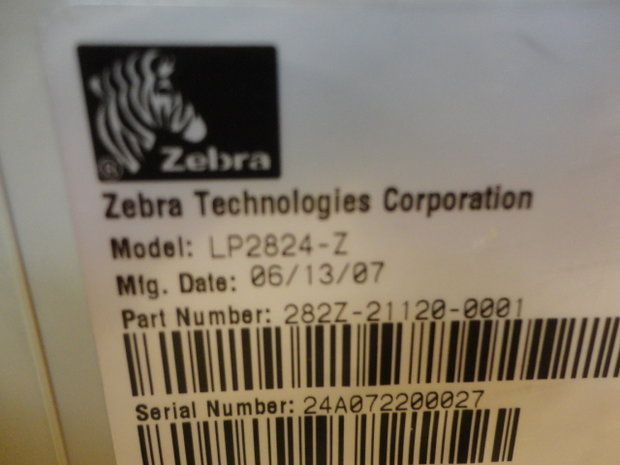 ® Zebra
Zebra Technologies Corporation
Model: LP2824-Z
Mfg. Date: 06/13/07
Part Number: 282Z-21120-0001
Serial Number: 24A072200027